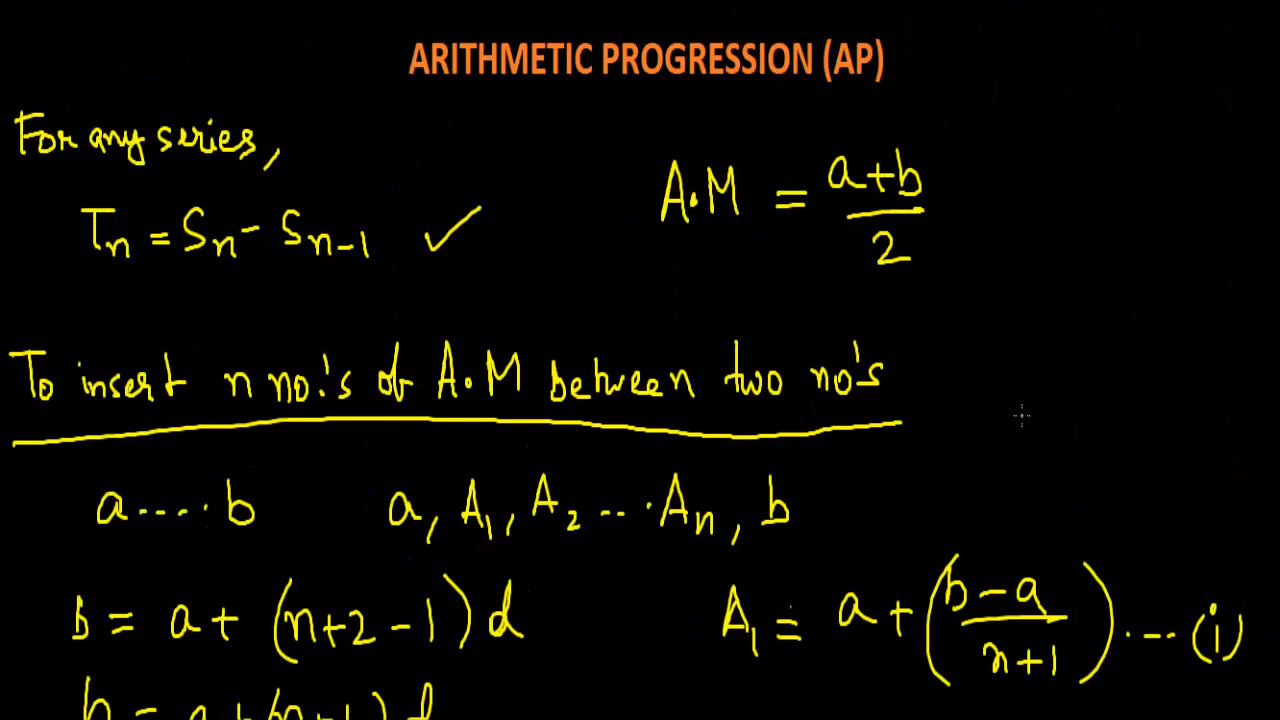 ARITHMETIC PROGRESSION (AP)
For any series,
Tn = Sn - Sn-1 ✓
A.M = a+b/2
To insert n no.'s of A.M between two no's
a....b a, A1, A2 ... .An, b
b = a + (n+2-1) d
A1 = a + (b-a/n+1) .... (i)
b = a + (n+1) d